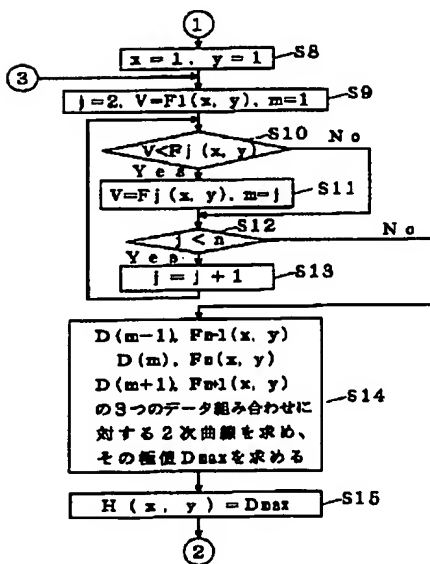 ①
x = 1, y = 1
S8
③
j=2, V=F1(x, y), m=1
S9
S10
V<Fj (x, y)
No
Yes
V=Fj (x, y), m=j
S11
S12
j < n
No
Yes
j = j + 1
S13
D(m-1), Fm-1(x, y)
D(m), Fm(x, y)
D(m+1), Fm+1(x, y)
の3つのデータ組み合わせに
対する2次曲線を求め、
その極値Dmaxを求める
S14
H (x, y) = Dmax
S15
②